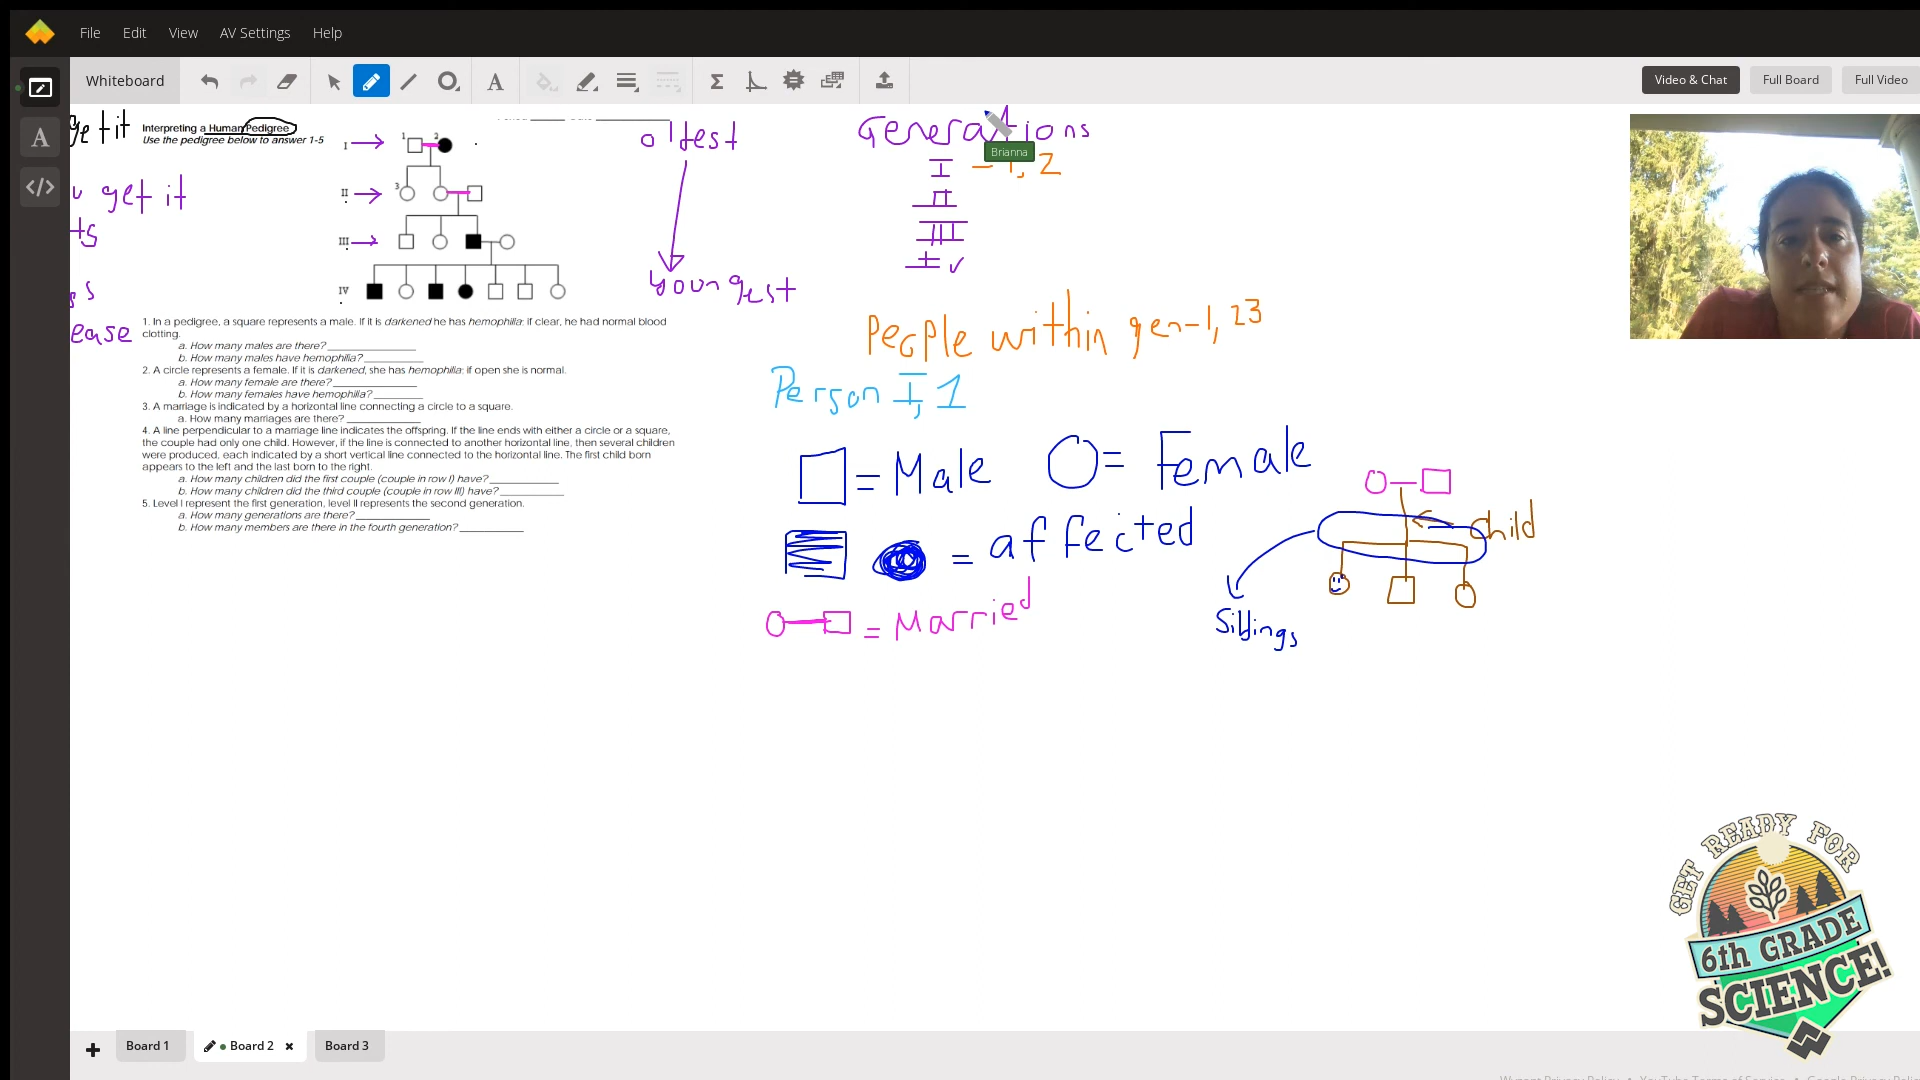 File Edit View AV Settings Help
Whiteboard
A
Σ
Video & Chat
Full Board
Full Video
A
get it
get it
ts
s
ease
Interpreting a Human Pedigree
Use the pedigree below to answer 1-5
I
1
2
II
3
III
IV
1. In a pedigree, a square represents a male. If it is darkened he has hemophilia; if clear, he had normal blood
clotting.
a. How many males are there?
b. How many males have hemophilia?
2. A circle represents a female. If it is darkened, she has hemophilia; if open she is normal.
a. How many female are there?
b. How many females have hemophilia?
3. A marriage is indicated by a horizontal line connecting a circle to a square.
a. How many marriages are there?
4. A line perpendicular to a marriage line indicates the offspring. If the line ends with either a circle or a square,
the couple had only one child. However, if the line is connected to another horizontal line, then several children
were produced, each indicated by a short vertical line connected to the horizontal line. The first child born
appears to the left and the last born to the right.
a. How many children did the first couple (couple in row I) have?
b. How many children did the third couple (couple in row III) have?
5. Level I represent the first generation, level II represents the second generation.
a. How many generations are there?
b. How many members are there in the fourth generation?
oldest
youngest
Generations
Brianna
I - 1, 2
II
III
IV
People within gen-1, 2 3
Person I, 1
= Male
= Female
= affected
= Married
Child
Siblings
GET READY FOR
6th GRADE
SCIENCE!
Board 1
Board 2
Board 3